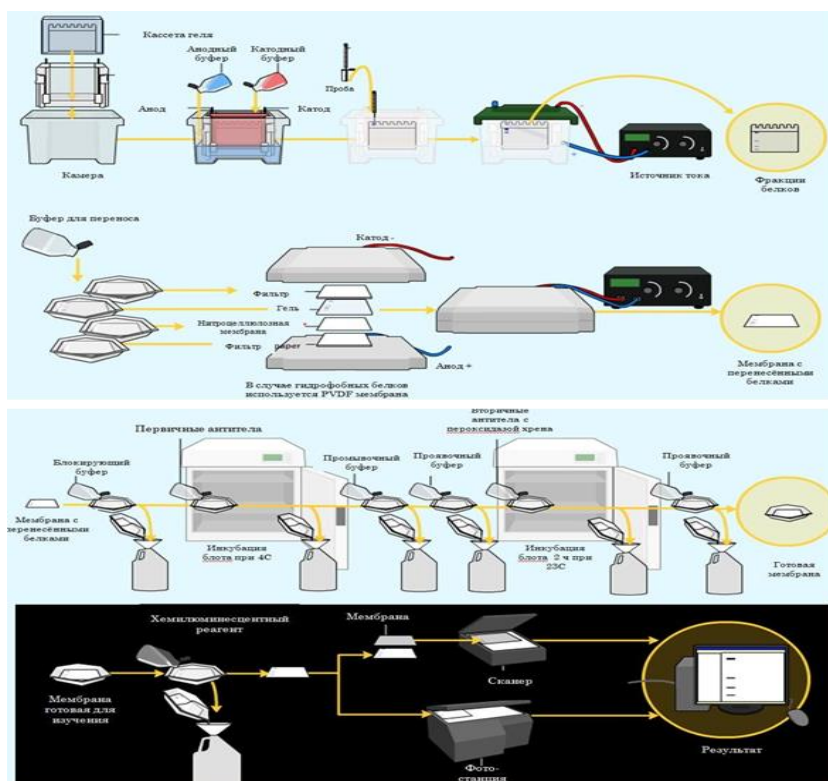 Кассета геля
Анодный
буфер
Катодный
буфер
Проба
Анод
Катод
Камера
Источник тока
Фракции
белков
Буфер для переноса
Катод -
Фильтр
Гель
Нитроцеллюлозная
мембрана
Фильтр paper
Анод +
В случае гидрофобных белков
используется PVDF мембрана
Мембрана с
перенесёнными
белками
Первичные антитела
Вторичные
антитела с
пероксидазой хрена
Блокирующий
буфер
Промывочный
буфер
Проявочный
буфер
Проявочный
буфер
Мембрана с
перенесёнными
белками
Инкубация
блота при 4С
Инкубация
блота 2 ч при
23С
Готовая
мембрана
Хемилюминесцентный
реагент
Мембрана
Сканер
Мембрана
готовая для
изучения
Фото-
станция
Результат